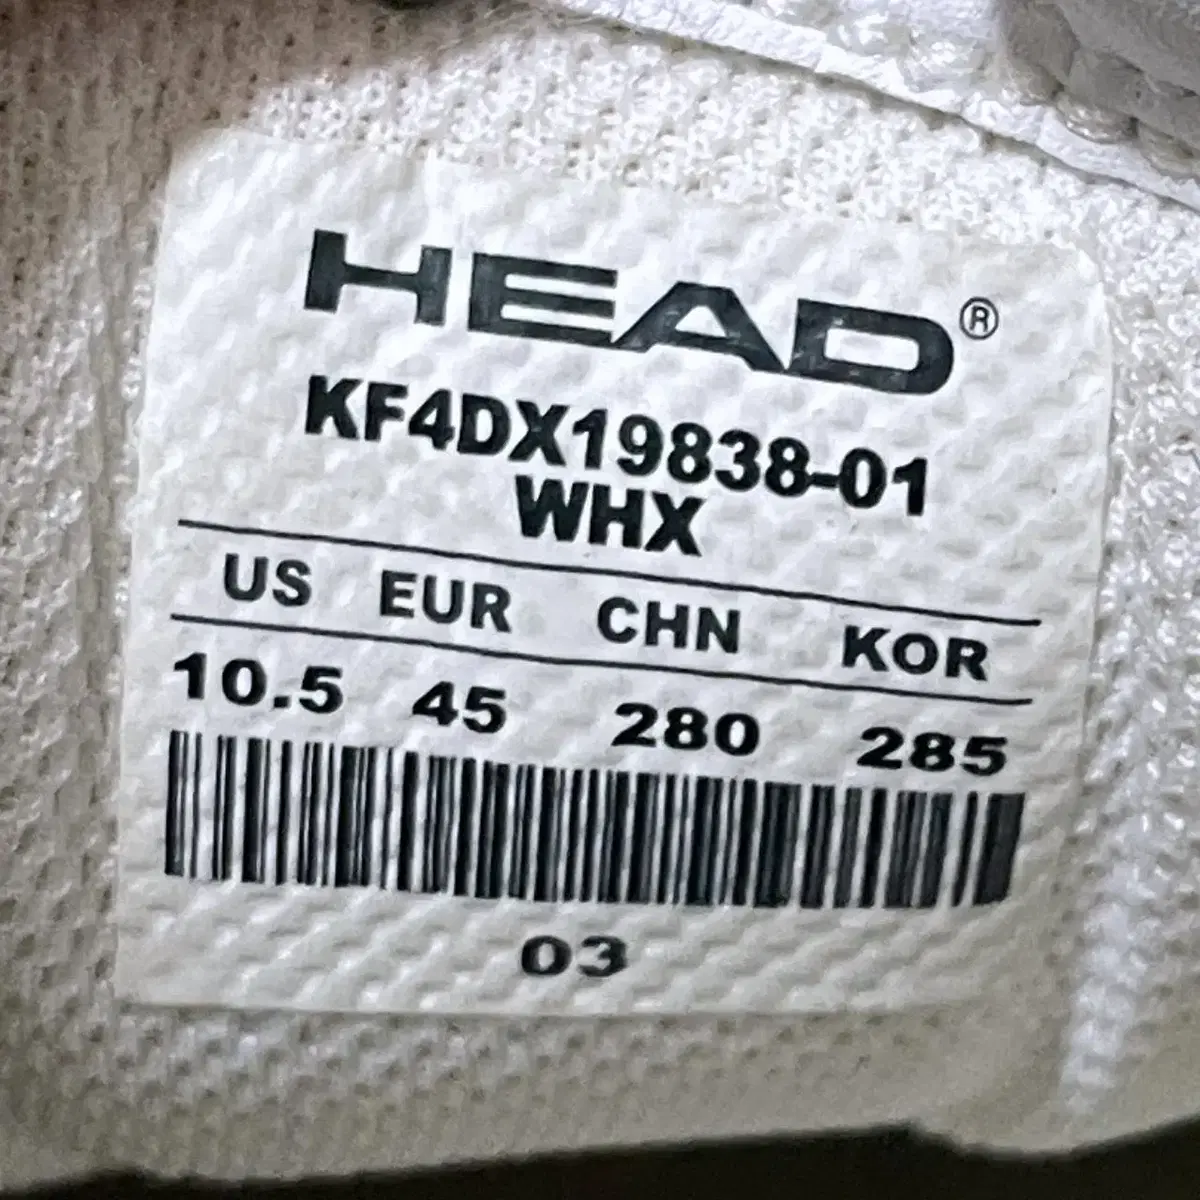 HEAD®
KF4DX19838-01
WHX
US EUR CHN KOR
10.5 45 280 285
03